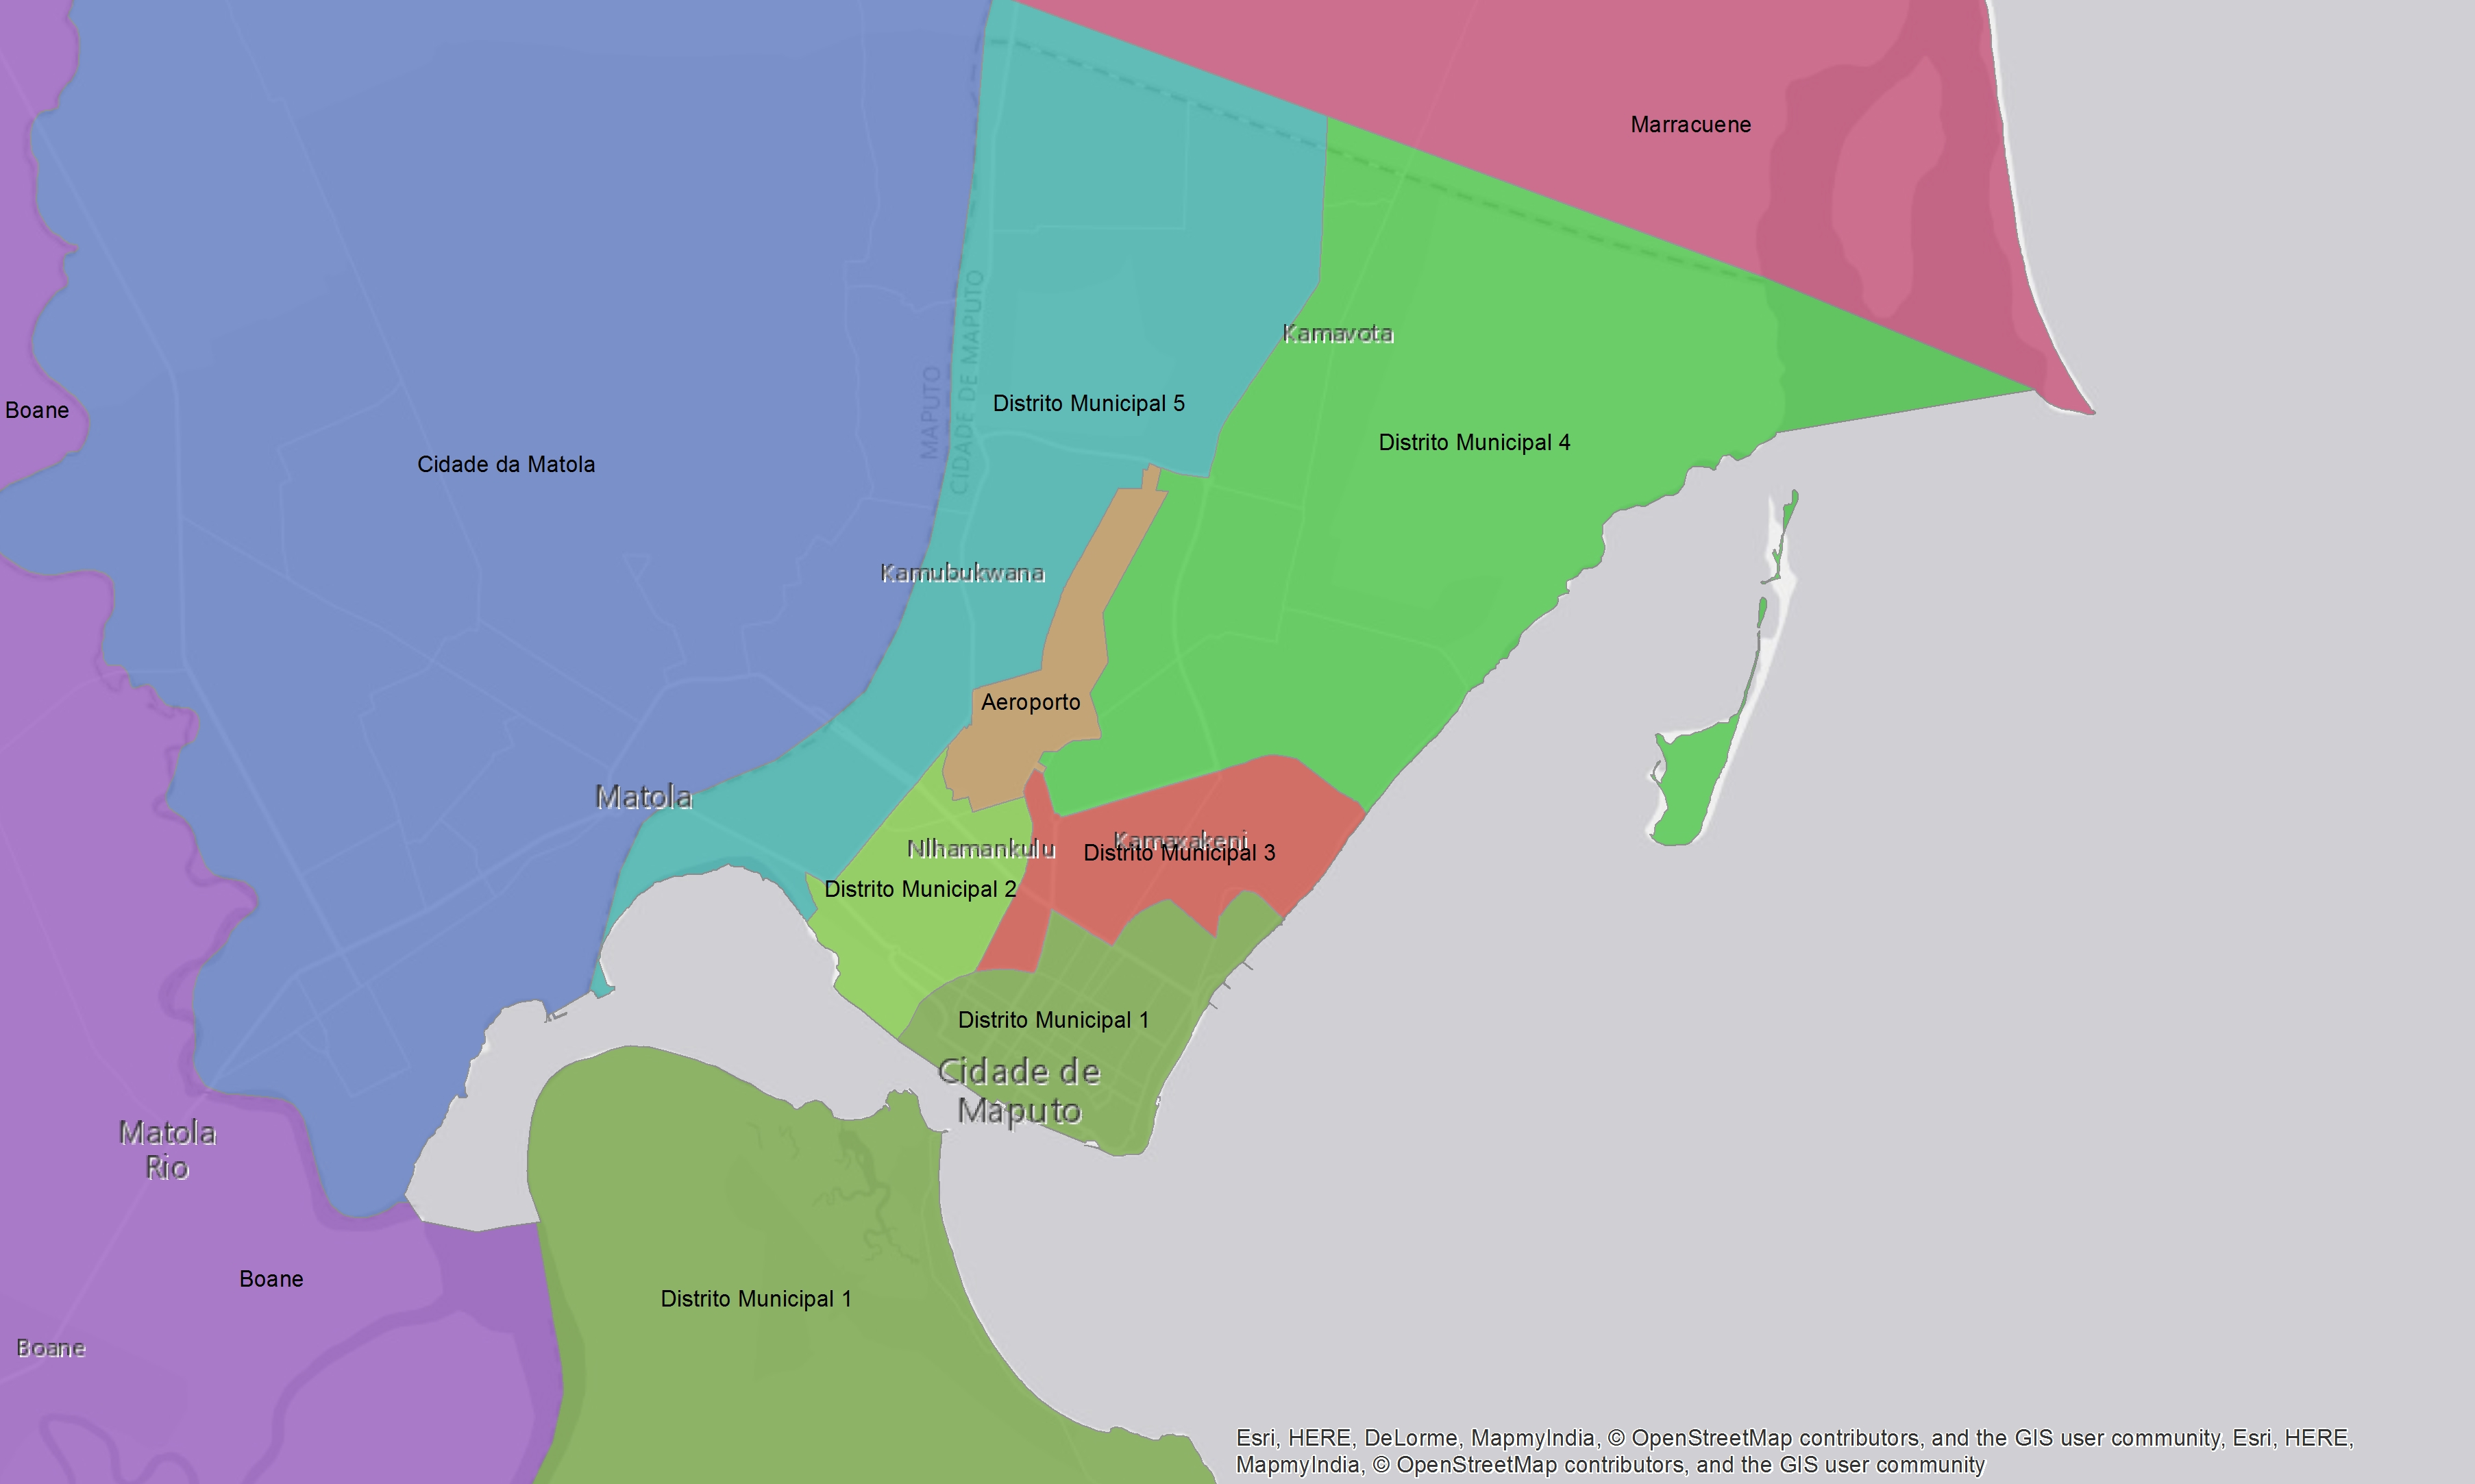 Marracuene
MAPUTO
CIDADE DE MAPUTO
Kamavota
Distrito Municipal 5
Boane
Distrito Municipal 4
Cidade da Matola
Kamubukwana
Aeroporto
Matola
Kamaxakeni
Nlhamankulu
Distrito Municipal 3
Distrito Municipal 2
Distrito Municipal 1
Cidade de
Maputo
Matola
Rio
Boane
Distrito Municipal 1
Boane
Esri, HERE, DeLorme, MapmyIndia, © OpenStreetMap contributors, and the GIS user community, Esri, HERE,
MapmyIndia, © OpenStreetMap contributors, and the GIS user community